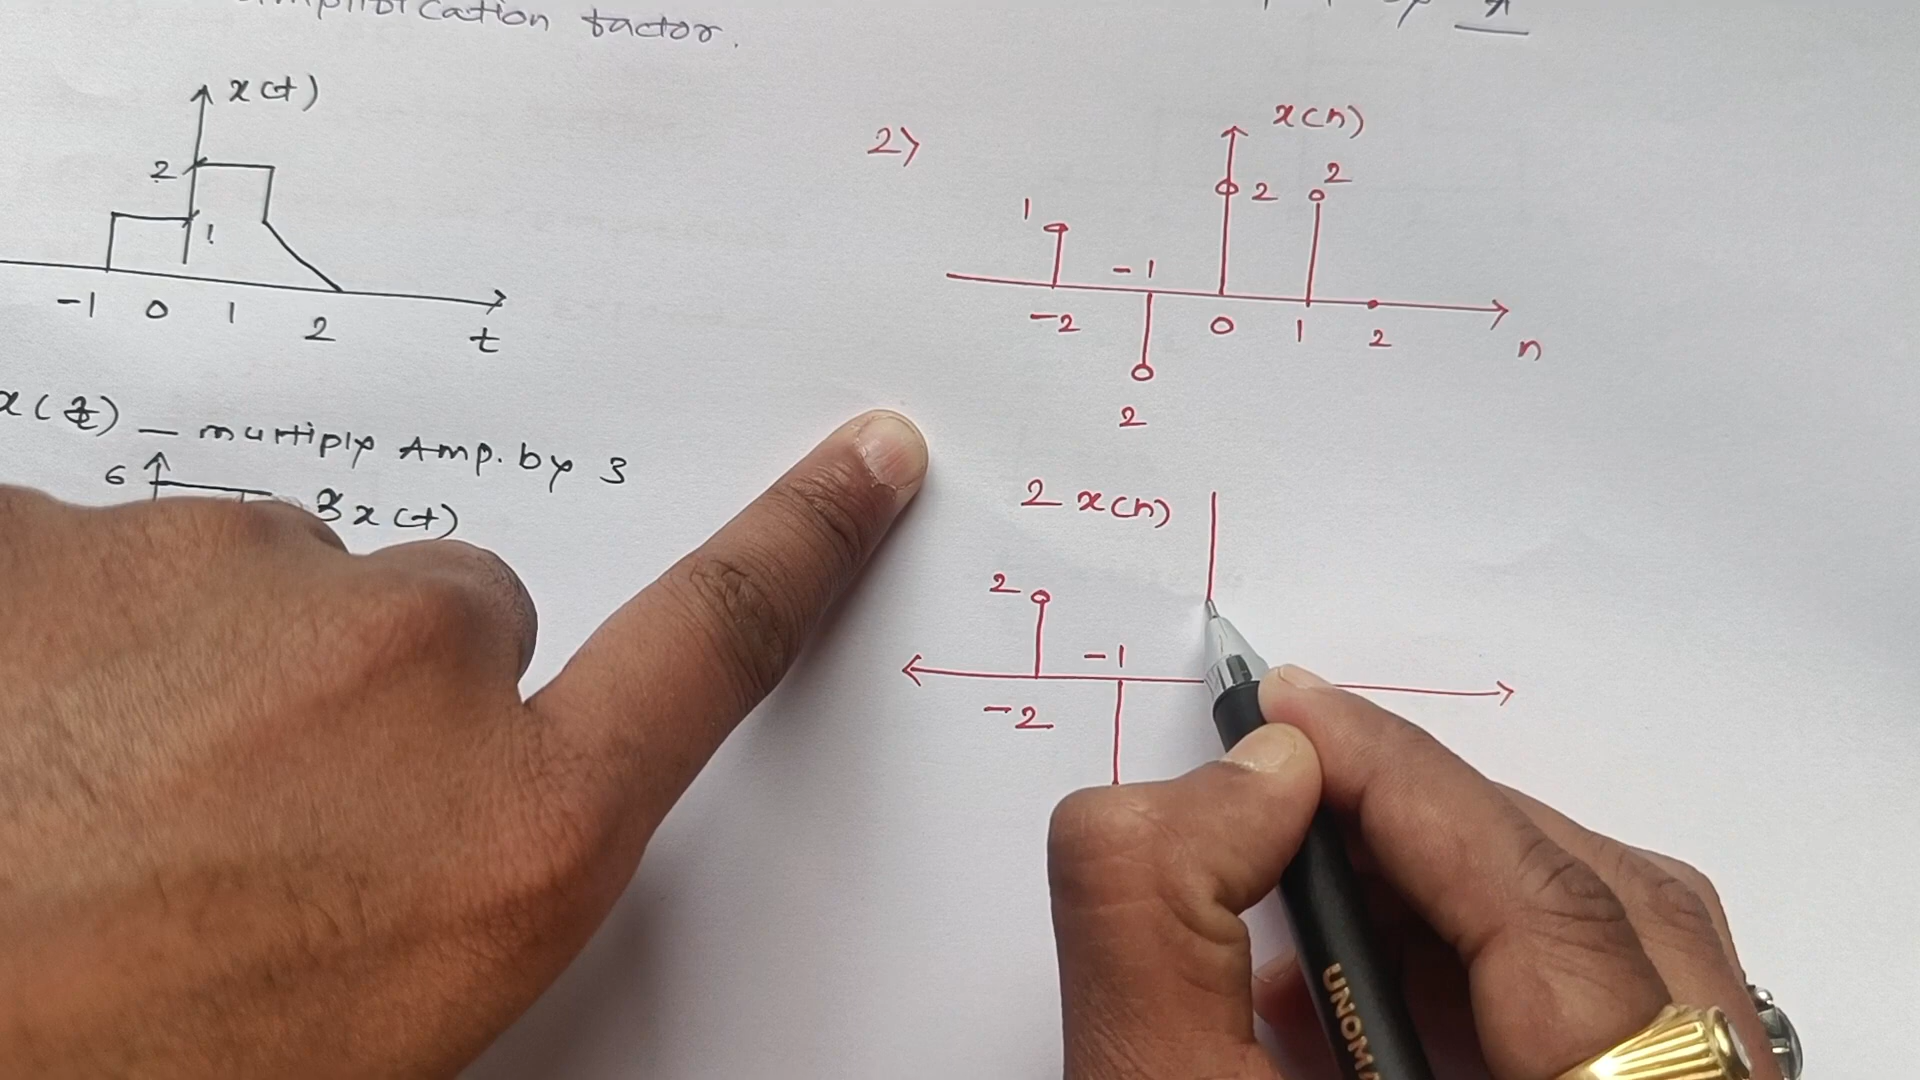 factor.
x(t)
2
1
-1 0 1 2 t
multiply Amp. by 3
6
3x(t)
2>
x(n)
1 2 2
-1
-2 0 1 2 n
2
2 x(n)
2
-1
-2
UNOM